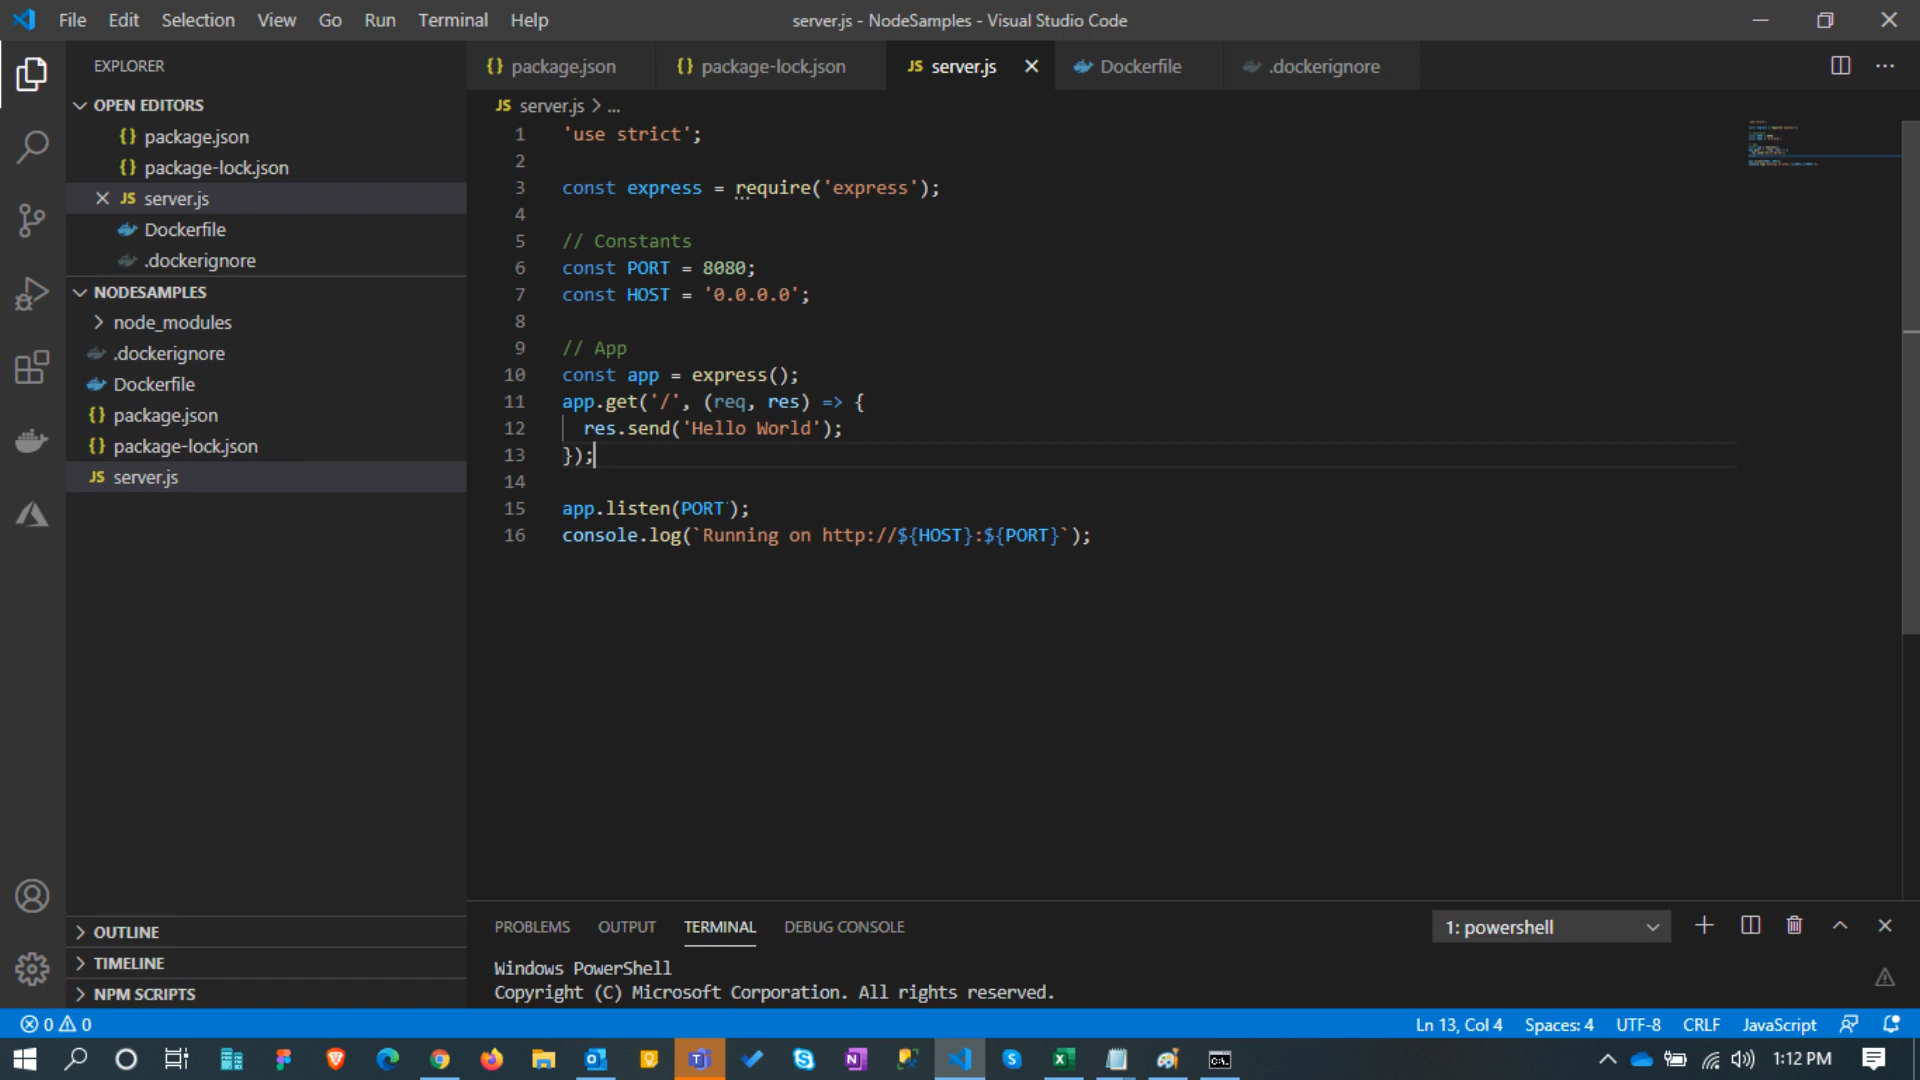 File Edit Selection View Go Run Terminal Help
server.js - NodeSamples - Visual Studio Code
EXPLORER
OPEN EDITORS
{} package.json
{} package-lock.json
JS server.js
Dockerfile
.dockerignore
NODESAMPLES
node_modules
.dockerignore
Dockerfile
{} package.json
{} package-lock.json
JS server.js
OUTLINE
TIMELINE
NPM SCRIPTS
{} package.json {} package-lock.json JS server.js Dockerfile .dockerignore
JS server.js > ...
1 'use strict';
2
3 const express = require('express');
4
5 // Constants
6 const PORT = 8080;
7 const HOST = '0.0.0.0';
8
9 // App
10 const app = express();
11 app.get('/', (req, res) => {
12 res.send('Hello World');
13 });
14
15 app.listen(PORT);
16 console.log(`Running on http://${HOST}:${PORT}`);
PROBLEMS OUTPUT TERMINAL DEBUG CONSOLE
1: powershell
Windows PowerShell
Copyright (C) Microsoft Corporation. All rights reserved.
0 0
Ln 13, Col 4 Spaces: 4 UTF-8 CRLF JavaScript
1:12 PM